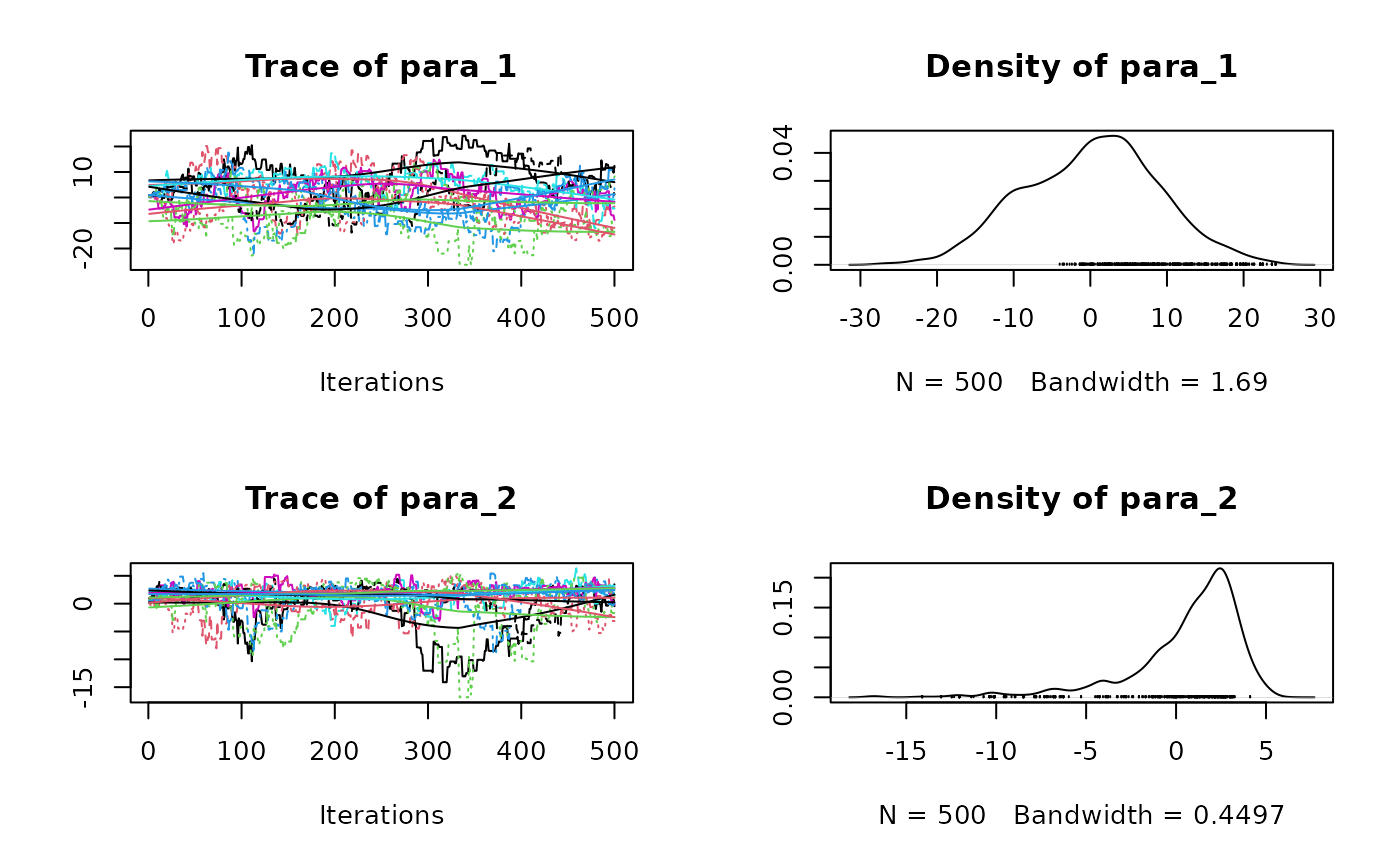 Trace of para_1
10
-20
0 100 200 300 400 500
Iterations
Density of para_1
0.04
0.00
-30 -20 -10 0 10 20 30
N = 500 Bandwidth = 1.69
Trace of para_2
0
-15
0 100 200 300 400 500
Iterations
Density of para_2
0.15
0.00
-15 -10 -5 0 5
N = 500 Bandwidth = 0.4497